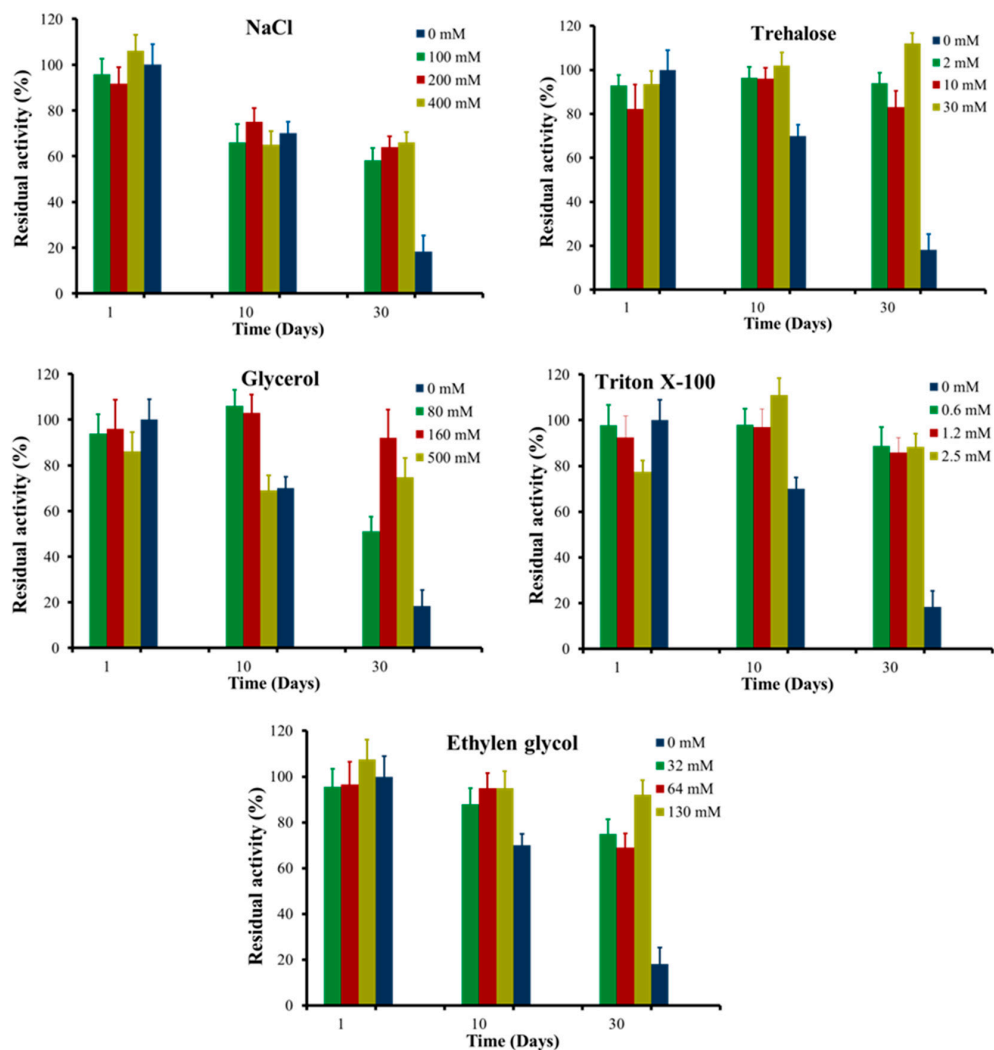 NaCl
0 mM
100 mM
200 mM
400 mM
Residual activity (%)
120
100
80
60
40
20
0
1
10
30
Time (Days)
Trehalose
0 mM
2 mM
10 mM
30 mM
Residual activity (%)
120
100
80
60
40
20
0
1
10
30
Time (Days)
Glycerol
0 mM
80 mM
160 mM
500 mM
Residual activity (%)
120
100
80
60
40
20
0
1
10
30
Time (Days)
Triton X-100
0 mM
0.6 mM
1.2 mM
2.5 mM
Residual activity (%)
120
100
80
60
40
20
0
1
10
30
Time (Days)
Ethylen glycol
0 mM
32 mM
64 mM
130 mM
Residual activity (%)
120
100
80
60
40
20
0
1
10
30
Time (Days)